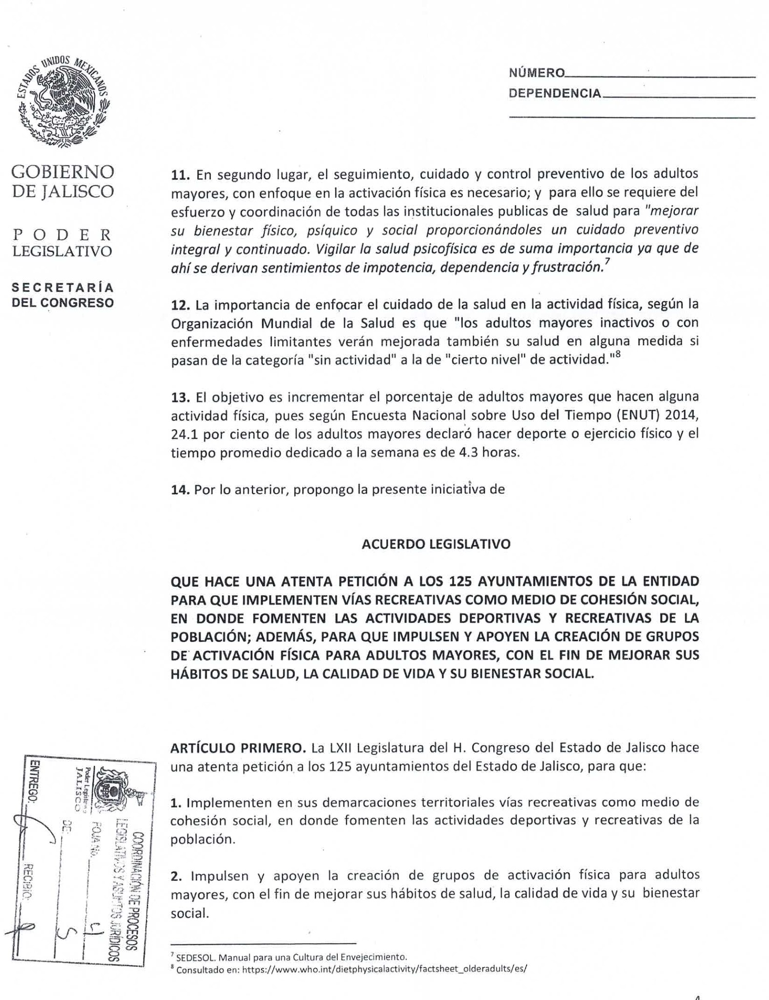 ESTADOS UNIDOS MEXICANOS
NÚMERO
DEPENDENCIA
GOBIERNO
DE JALISCO
PODER
LEGISLATIVO
SECRETARÍA
DEL CONGRESO
11. En segundo lugar, el seguimiento, cuidado y control preventivo de los adultos
mayores, con enfoque en la activación física es necesario; y para ello se requiere del
esfuerzo y coordinación de todas las institucionales publicas de salud para "mejorar
su bienestar físico, psíquico y social proporcionándoles un cuidado preventivo
integral y continuado. Vigilar la salud psicofísica es de suma importancia ya que de
ahí se derivan sentimientos de impotencia, dependencia y frustración.7
12. La importancia de enfocar el cuidado de la salud en la actividad física, según la
Organización Mundial de la Salud es que "los adultos mayores inactivos o con
enfermedades limitantes verán mejorada también su salud en alguna medida si
pasan de la categoría "sin actividad" a la de "cierto nivel" de actividad."8
13. El objetivo es incrementar el porcentaje de adultos mayores que hacen alguna
actividad física, pues según Encuesta Nacional sobre Uso del Tiempo (ENUT) 2014,
24.1 por ciento de los adultos mayores declaró hacer deporte o ejercicio físico y el
tiempo promedio dedicado a la semana es de 4.3 horas.
14. Por lo anterior, propongo la presente iniciativa de
ACUERDO LEGISLATIVO
QUE HACE UNA ATENTA PETICIÓN A LOS 125 AYUNTAMIENTOS DE LA ENTIDAD
PARA QUE IMPLEMENTEN VÍAS RECREATIVAS COMO MEDIO DE COHESIÓN SOCIAL,
EN DONDE FOMENTEN LAS ACTIVIDADES DEPORTIVAS Y RECREATIVAS DE LA
POBLACIÓN; ADEMÁS, PARA QUE IMPULSEN Y APOYEN LA CREACIÓN DE GRUPOS
DE ACTIVACIÓN FÍSICA PARA ADULTOS MAYORES, CON EL FIN DE MEJORAR SUS
HÁBITOS DE SALUD, LA CALIDAD DE VIDA Y SU BIENESTAR SOCIAL.
ARTÍCULO PRIMERO. La LXII Legislatura del H. Congreso del Estado de Jalisco hace
una atenta petición a los 125 ayuntamientos del Estado de Jalisco, para que:
1. Implementen en sus demarcaciones territoriales vías recreativas como medio de
cohesión social, en donde fomenten las actividades deportivas y recreativas de la
población.
2. Impulsen y apoyen la creación de grupos de activación física para adultos
mayores, con el fin de mejorar sus hábitos de salud, la calidad de vida y su bienestar
social.
COORDINACIÓN DE PROCESOS
LEGISLATIVOS Y ASUNTOS JURÍDICOS
Poder Legislativo
JALISCO
FOJA No. 4
DE: 5
ENTREGO: RECIBIO:
7 SEDESOL. Manual para una Cultura del Envejecimiento.
8 Consultado en: https://www.who.int/dietphysicalactivity/factsheet_olderadults/es/